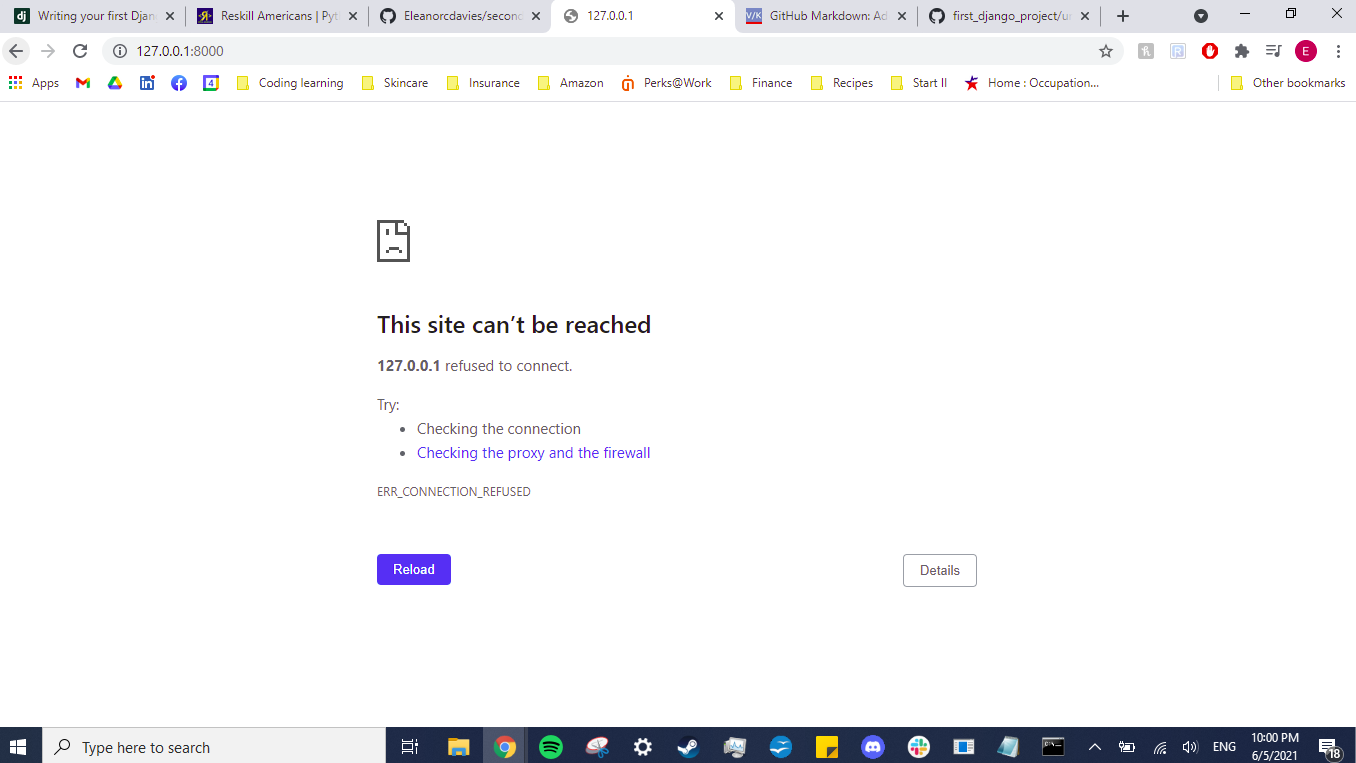 Writing your first Djan
Reskill Americans | Pyt
Eleanorcdavies/second
127.0.0.1
GitHub Markdown: Ad
first_django_project/ur
127.0.0.1:8000
E
Apps
4
Coding learning
Skincare
Insurance
Amazon
Perks@Work
Finance
Recipes
Start II
Home : Occupation...
Other bookmarks
This site can’t be reached
127.0.0.1 refused to connect.
Try:
• Checking the connection
• Checking the proxy and the firewall
ERR_CONNECTION_REFUSED
Reload
Details
Type here to search
ENG
10:00 PM
6/5/2021
18